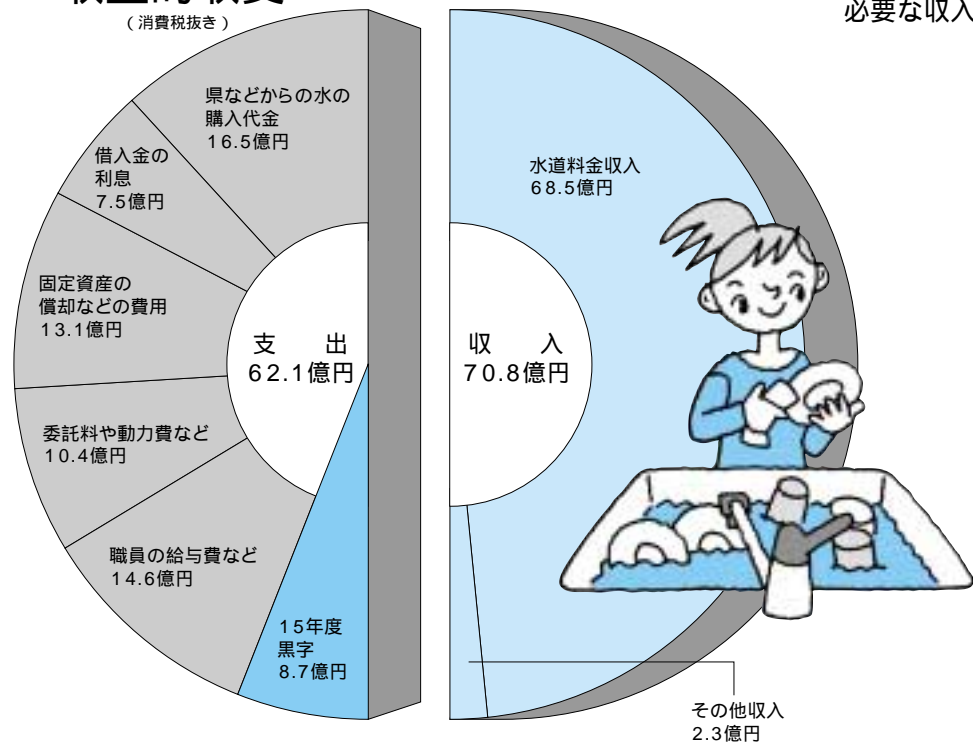 （消費税抜き）
必要な収入
県などからの水の
購入代金
16.5億円
借入金の
利息
7.5億円
固定資産の
償却などの費用
13.1億円
委託料や動力費など
10.4億円
職員の給与費など
14.6億円
15年度
黒字
8.7億円
支　出
62.1億円
収　入
70.8億円
水道料金収入
68.5億円
その他収入
2.3億円